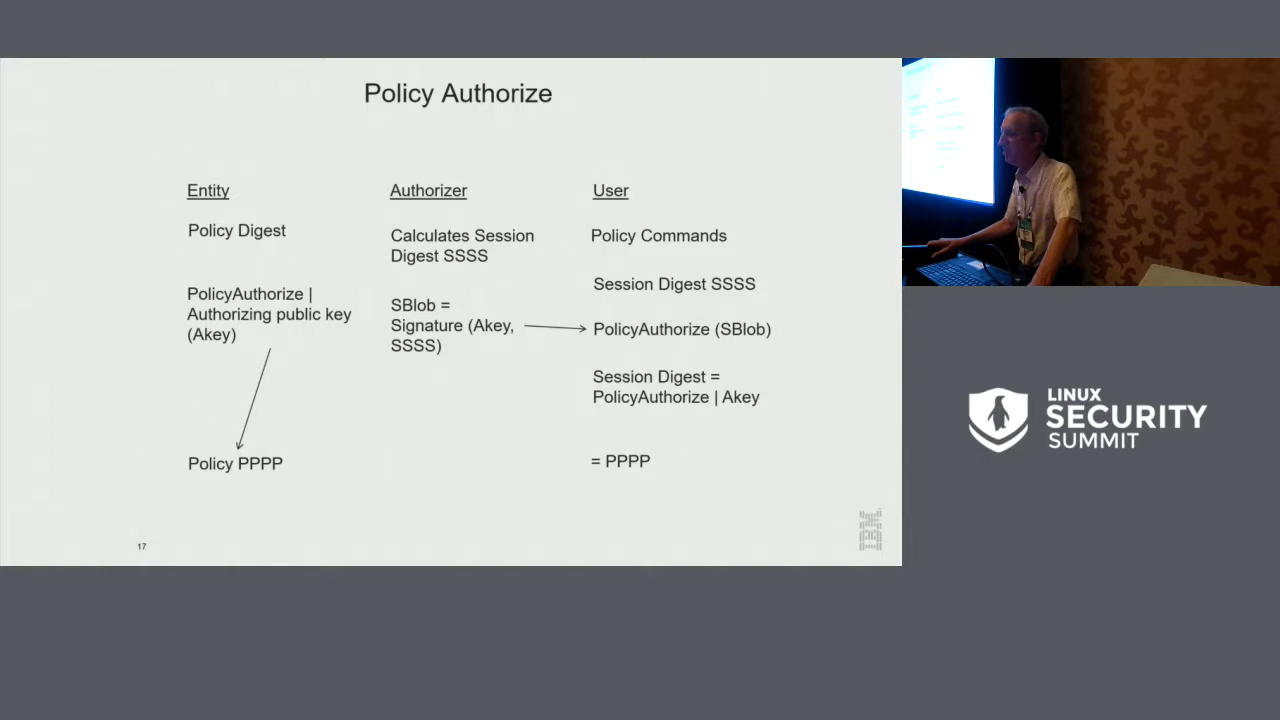 Policy Authorize
Entity
Policy Digest
PolicyAuthorize |
Authorizing public key
(Akey)
Policy PPPP
Authorizer
Calculates Session
Digest SSSS
SBlob =
Signature (Akey,
SSSS)
User
Policy Commands
Session Digest SSSS
PolicyAuthorize (SBlob)
Session Digest =
PolicyAuthorize | Akey
= PPPP
17
IBM
LINUX
SECURITY
SUMMIT